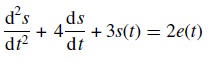 d²s/dt² + 4 ds/dt + 3s(t) = 2e(t)